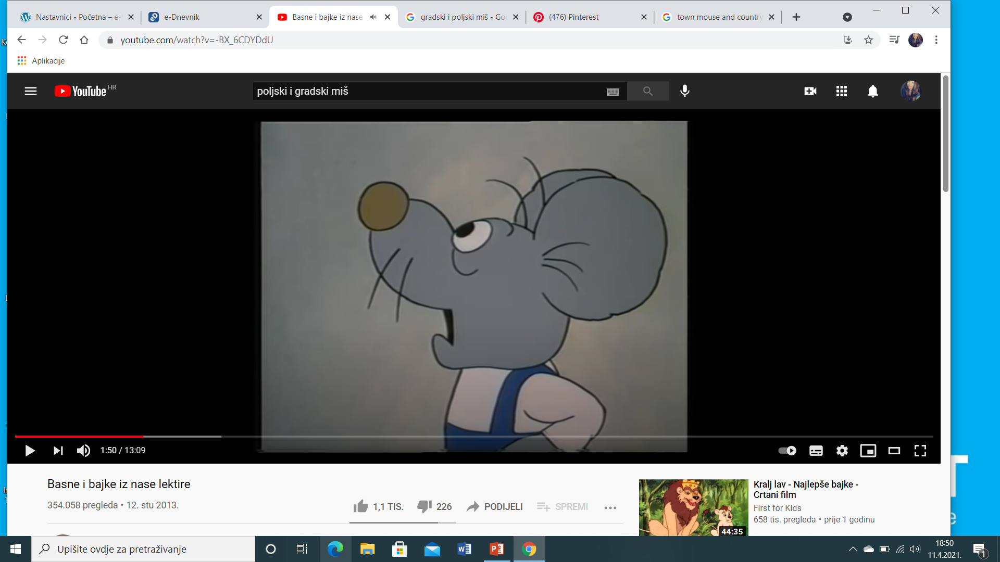 Nastavnici - Početna – e-
e-Dnevnik
Basne i bajke iz nase
gradski i poljski miš - Goo
(476) Pinterest
town mouse and country
youtube.com/watch?v=-BX_6CDYDdU
Aplikacije
YouTube HR
poljski i gradski miš
1:50 / 13:09
Basne i bajke iz nase lektire
354.058 pregleda • 12. stu 2013.
1,1 TIS.
226
PODIJELI
SPREMI
44:35
Kralj lav - Najlepše bajke -
Crtani film
First for Kids
658 tis. pregleda • prije 1 godinu
Upišite ovdje za pretraživanje
18:50
11.4.2021.
1